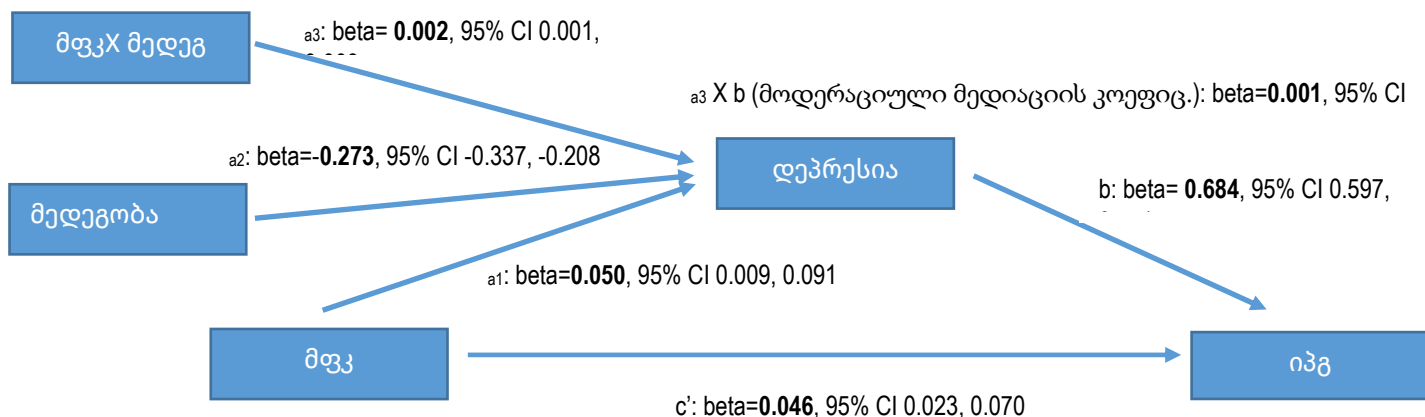 მფკX მედეგ
a3: beta= 0.002, 95% CI 0.001,
a3 X b (მოდერაციული მედიაციის კოეფიც.): beta=0.001, 95% CI
a2: beta=-0.273, 95% CI -0.337, -0.208
დეპრესია
მედეგობა
b: beta= 0.684, 95% CI 0.597,
a1: beta=0.050, 95% CI 0.009, 0.091
მფკ
იპგ
c’: beta=0.046, 95% CI 0.023, 0.070